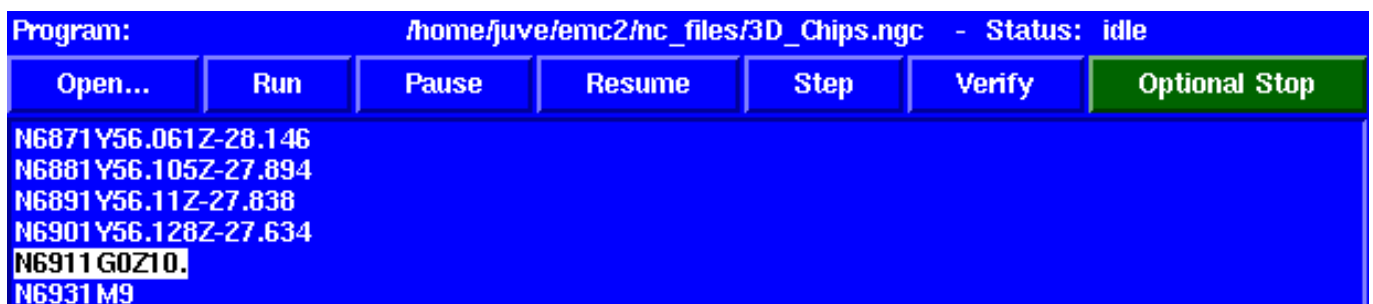 Program: /home/juve/emc2/nc_files/3D_Chips.ngc - Status: idle
Open... Run Pause Resume Step Verify Optional Stop
N6871Y56.061Z-28.146
N6881Y56.105Z-27.894
N6891Y56.11Z-27.838
N6901Y56.128Z-27.634
N6911G0Z10.
N6931M9